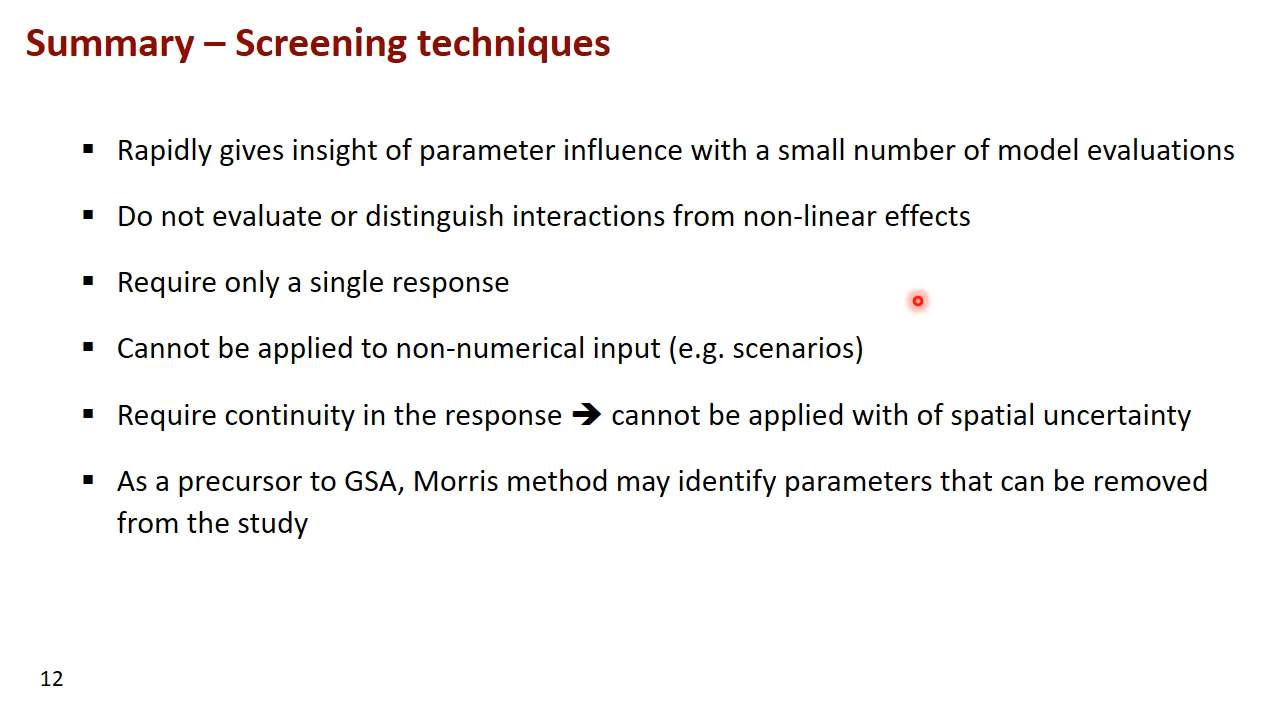 Summary – Screening techniques
▪ Rapidly gives insight of parameter influence with a small number of model evaluations
▪ Do not evaluate or distinguish interactions from non-linear effects
▪ Require only a single response
▪ Cannot be applied to non-numerical input (e.g. scenarios)
▪ Require continuity in the response ➔ cannot be applied with of spatial uncertainty
▪ As a precursor to GSA, Morris method may identify parameters that can be removed
from the study
12